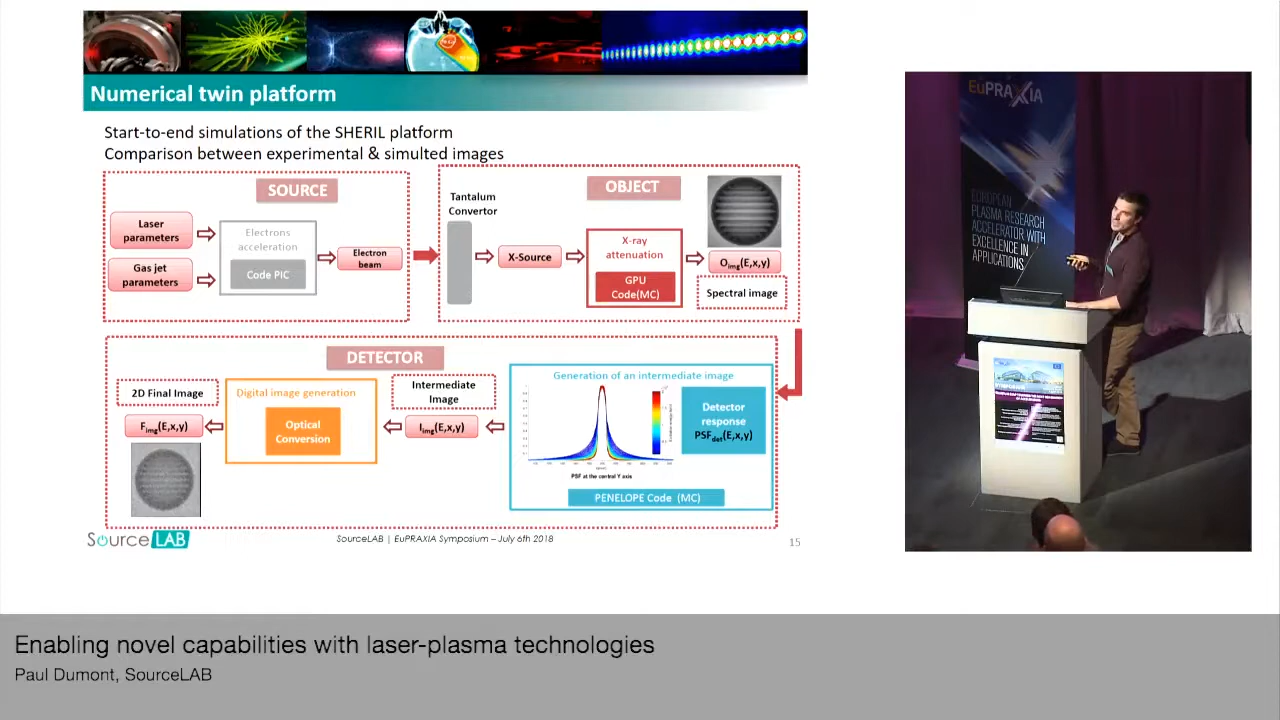 Numerical twin platform
Start-to-end simulations of the SHERIL platform
Comparison between experimental & simulted images
SOURCE
Laser
parameters
Gas jet
parameters
Electrons
acceleration
Code PIC
Electron
beam
OBJECT
Tantalum
Convertor
X-Source
X-ray
attenuation
GPU
Code(MC)
Oimg(E,x,y)
Spectral image
DETECTOR
2D Final Image
Fimg(E,x,y)
Digital image generation
Optical
Conversion
Intermediate
Image
Iimg(E,x,y)
Generation of an intermediate image
PSF at the central Y axis
Detector
response
PSFdet(E,x,y)
PENELOPE Code (MC)
SourceLAB
SourceLAB | EuPRAXIA Symposium – July 6th 2018
15
EuPRAXIA
EUROPEAN
PLASMA RESEARCH
ACCELERATOR WITH
EXCELLENCE IN
APPLICATIONS
Enabling novel capabilities with laser-plasma technologies
Paul Dumont, SourceLAB